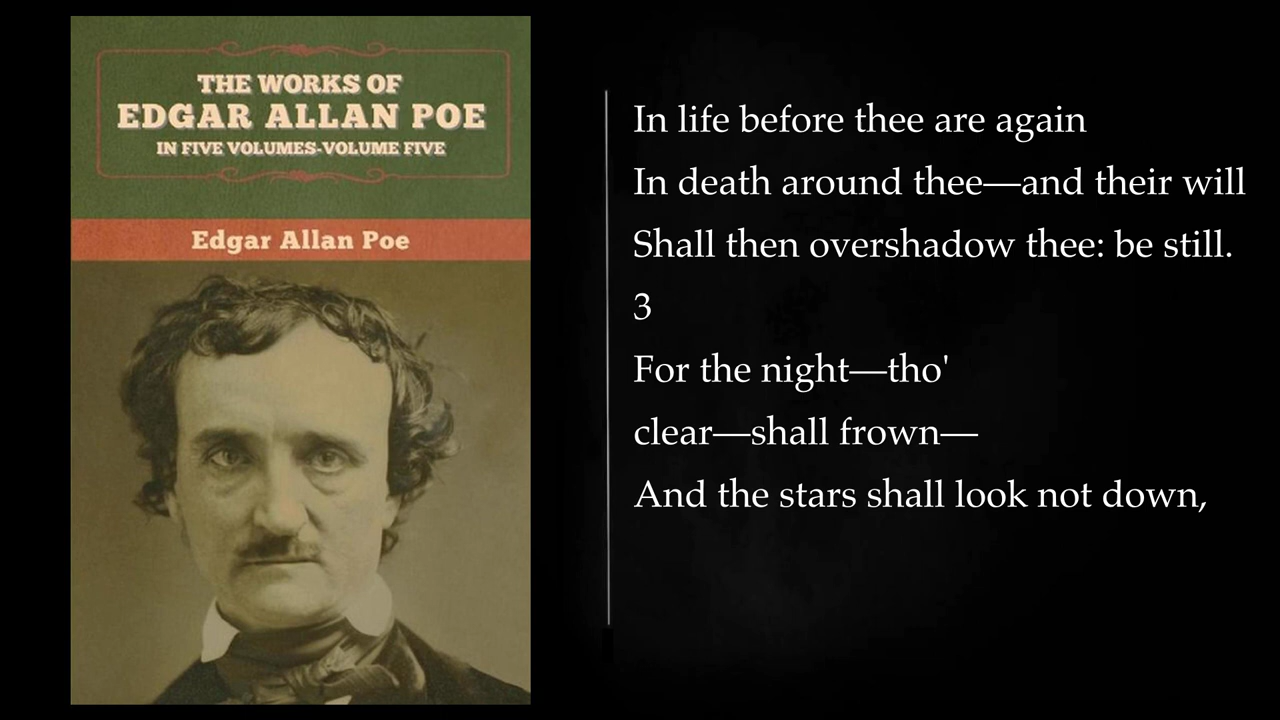 THE WORKS OF
EDGAR ALLAN POE
IN FIVE VOLUMES-VOLUME FIVE
Edgar Allan Poe
In life before thee are again
In death around thee—and their will
Shall then overshadow thee: be still.
3
For the night—tho'
clear—shall frown—
And the stars shall look not down,